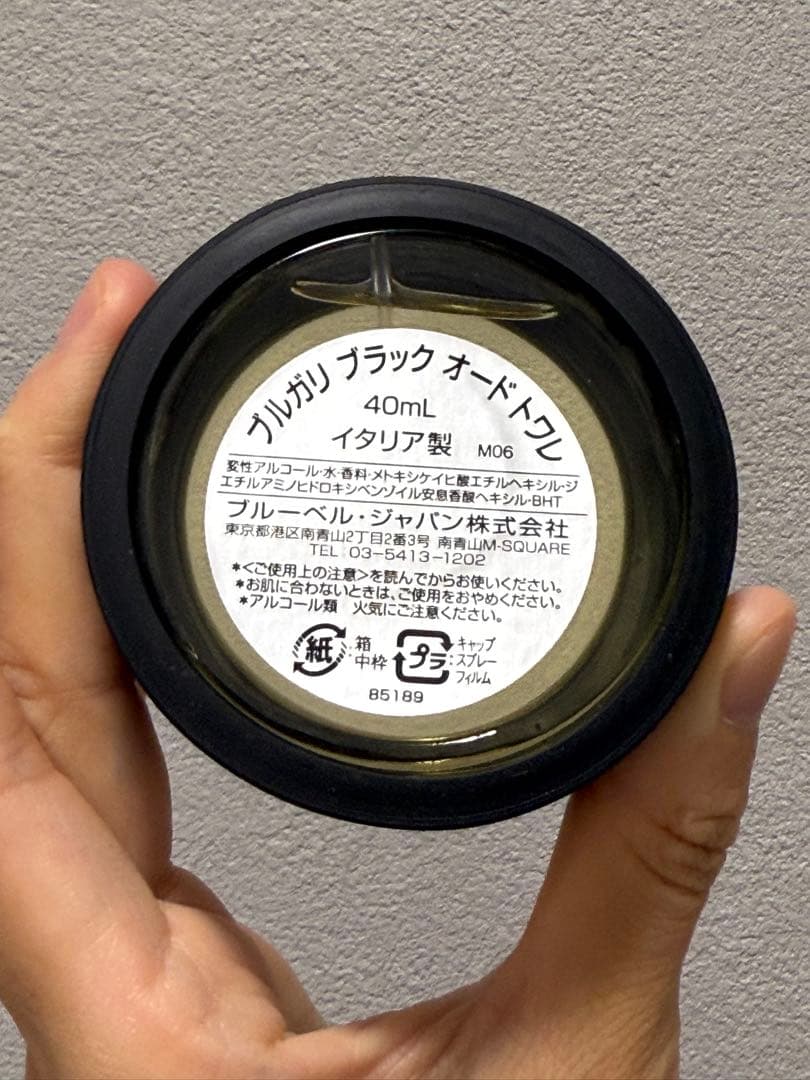 ブルガリ ブラック オード トワレ
40mL
イタリア製 M06
変性アルコール・水・香料・メトキシケイヒ酸エチルヘキシル・ジ
エチルアミノヒドロキシベンゾイル安息香酸ヘキシル・BHT
ブルーベル・ジャパン株式会社
東京都港区南青山2丁目2番3号 南青山M-SQUARE
TEL:03-5413-1202
*<ご使用上の注意>を読んでからお使いください。
*お肌に合わないときは、ご使用をおやめください。
*アルコール類 火気にご注意ください。
紙 :箱 中枠
プラ :キャップ スプレー フィルム
85189